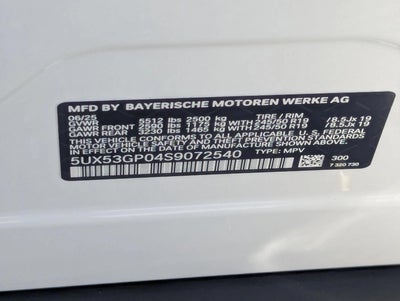 MFD BY BAYERISCHE MOTOREN WERKE AG
06/25 TIRE / RIM
GVWR 5512 lbs 2500 kg
GAWR FRONT 2590 lbs 1175 kg WITH 245/50 R19 /8.5Jx 19
GAWR REAR 3230 lbs 1465 kg WITH 245/50 R19 /8.5Jx 19
THIS VEHICLE CONFORMS TO ALL APPLICABLE U.S. FEDERAL
MOTOR VEHICLE SAFETY, BUMPER AND THEFT PREVENTION
STANDARDS IN EFFECT ON THE DATE OF MANUFACTURE SHOWN ABOVE.
5UX53GP04S9072540 TYPE: MPV 300
7 320 730